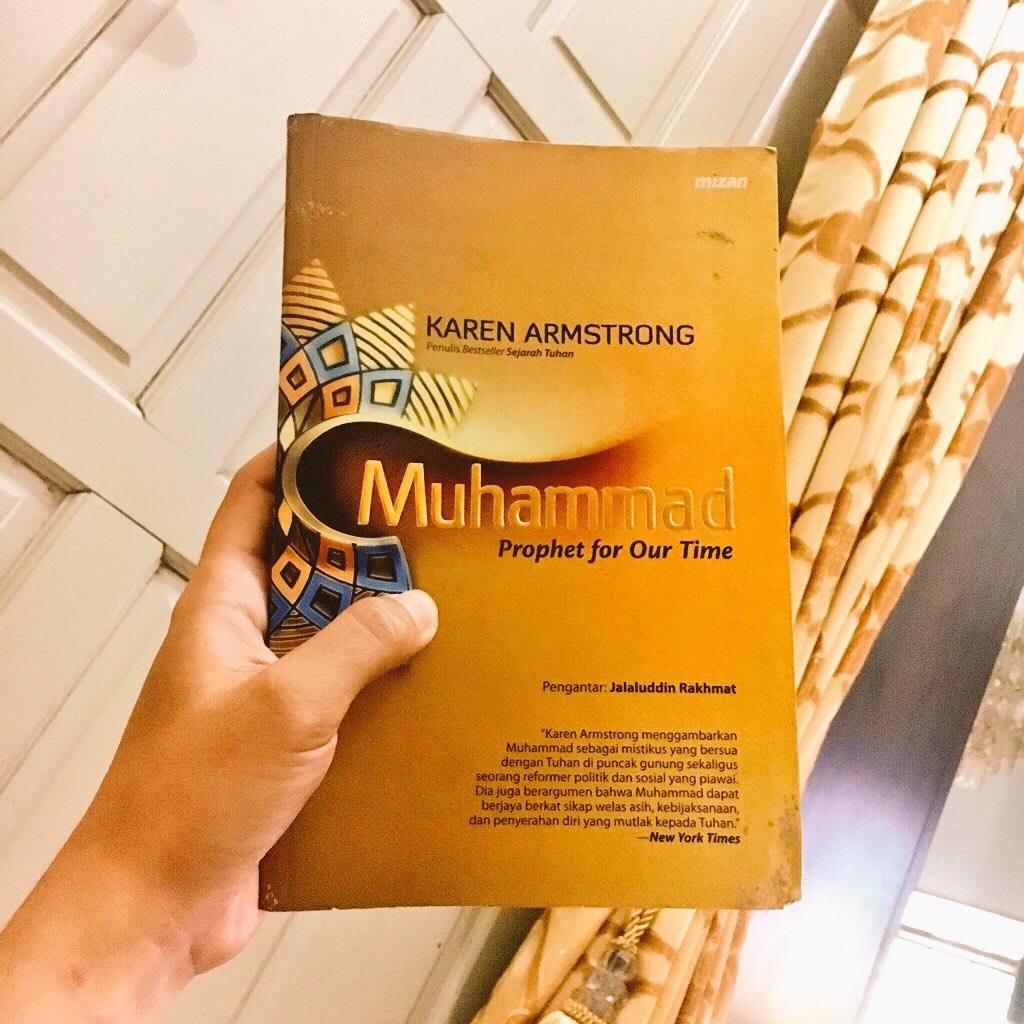 mizan
KAREN ARMSTRONG
Penulis Bestseller Sejarah Tuhan
Muhammad
Prophet for Our Time
Pengantar: Jalaluddin Rakhmat
"Karen Armstrong menggambarkan
Muhammad sebagai mistikus yang bersua
dengan Tuhan di puncak gunung sekaligus
seorang reformer politik dan sosial yang piawai.
Dia juga berargumen bahwa Muhammad dapat
berjaya berkat sikap welas asih, kebijaksanaan,
dan penyerahan diri yang mutlak kepada Tuhan."
—New York Times